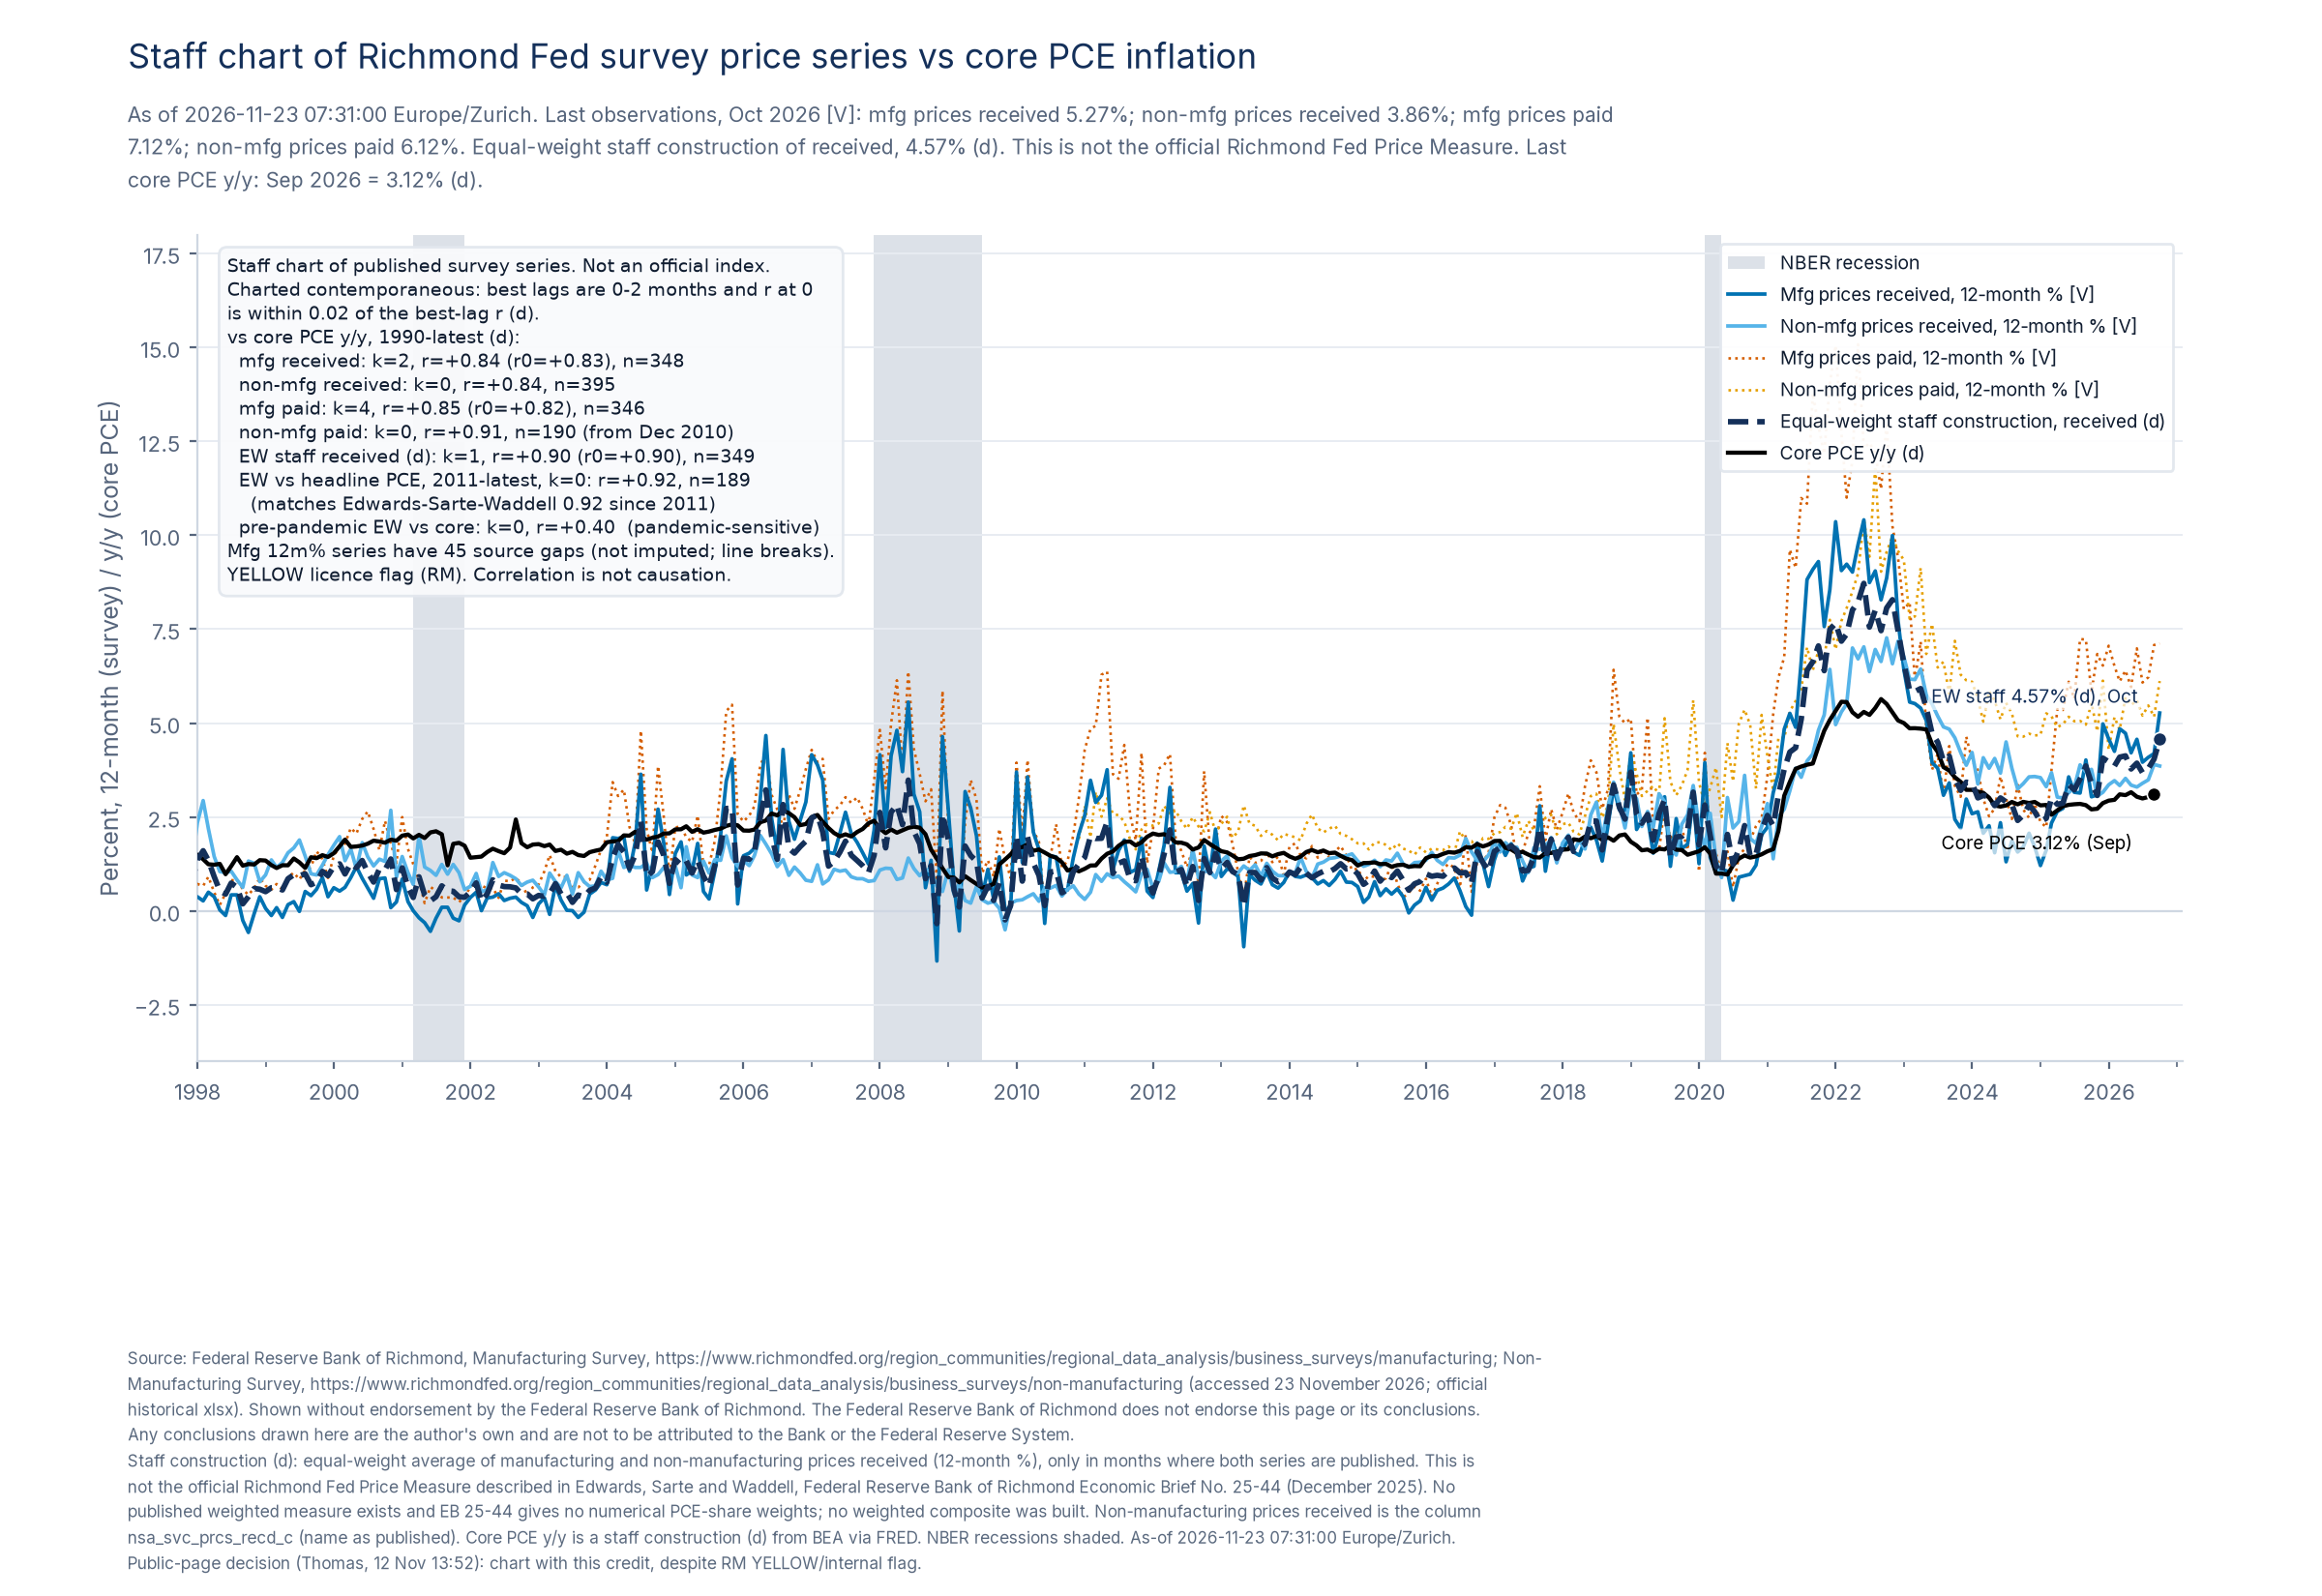 Staff chart of Richmond Fed survey price series vs core PCE inflation
As of 2026-11-23 07:31:00 Europe/Zurich. Last observations, Oct 2026 [V]: mfg prices received 5.27%; non-mfg prices received 3.86%; mfg prices paid
7.12%; non-mfg prices paid 6.12%. Equal-weight staff construction of received, 4.57% (d). This is not the official Richmond Fed Price Measure. Last
core PCE y/y: Sep 2026 = 3.12% (d).
Percent, 12-month (survey) / y/y (core PCE)
17.5
15.0
12.5
10.0
7.5
5.0
2.5
0.0
−2.5
Staff chart of published survey series. Not an official index.
Charted contemporaneous: best lags are 0-2 months and r at 0
is within 0.02 of the best-lag r (d).
vs core PCE y/y, 1990-latest (d):
mfg received: k=2, r=+0.84 (r0=+0.83), n=348
non-mfg received: k=0, r=+0.84, n=395
mfg paid: k=4, r=+0.85 (r0=+0.82), n=346
non-mfg paid: k=0, r=+0.91, n=190 (from Dec 2010)
EW staff received (d): k=1, r=+0.90 (r0=+0.90), n=349
EW vs headline PCE, 2011-latest, k=0: r=+0.92, n=189
(matches Edwards-Sarte-Waddell 0.92 since 2011)
pre-pandemic EW vs core: k=0, r=+0.40 (pandemic-sensitive)
Mfg 12m% series have 45 source gaps (not imputed; line breaks).
YELLOW licence flag (RM). Correlation is not causation.
NBER recession
Mfg prices received, 12-month % [V]
Non-mfg prices received, 12-month % [V]
Mfg prices paid, 12-month % [V]
Non-mfg prices paid, 12-month % [V]
Equal-weight staff construction, received (d)
Core PCE y/y (d)
EW staff 4.57% (d), Oct
Core PCE 3.12% (Sep)
1998 2000 2002 2004 2006 2008 2010 2012 2014 2016 2018 2020 2022 2024 2026
Source: Federal Reserve Bank of Richmond, Manufacturing Survey, https://www.richmondfed.org/region_communities/regional_data_analysis/business_surveys/manufacturing; Non-
Manufacturing Survey, https://www.richmondfed.org/region_communities/regional_data_analysis/business_surveys/non-manufacturing (accessed 23 November 2026; official
historical xlsx). Shown without endorsement by the Federal Reserve Bank of Richmond. The Federal Reserve Bank of Richmond does not endorse this page or its conclusions.
Any conclusions drawn here are the author's own and are not to be attributed to the Bank or the Federal Reserve System.
Staff construction (d): equal-weight average of manufacturing and non-manufacturing prices received (12-month %), only in months where both series are published. This is
not the official Richmond Fed Price Measure described in Edwards, Sarte and Waddell, Federal Reserve Bank of Richmond Economic Brief No. 25-44 (December 2025). No
published weighted measure exists and EB 25-44 gives no numerical PCE-share weights; no weighted composite was built. Non-manufacturing prices received is the column
nsa_svc_prcs_recd_c (name as published). Core PCE y/y is a staff construction (d) from BEA via FRED. NBER recessions shaded. As-of 2026-11-23 07:31:00 Europe/Zurich.
Public-page decision (Thomas, 12 Nov 13:52): chart with this credit, despite RM YELLOW/internal flag.